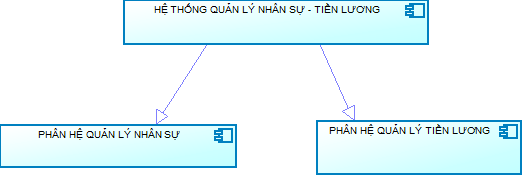 HỆ THỐNG QUẢN LÝ NHÂN SỰ - TIỀN LƯƠNG
PHÂN HỆ QUẢN LÝ NHÂN SỰ
PHÂN HỆ QUẢN LÝ TIỀN LƯƠNG